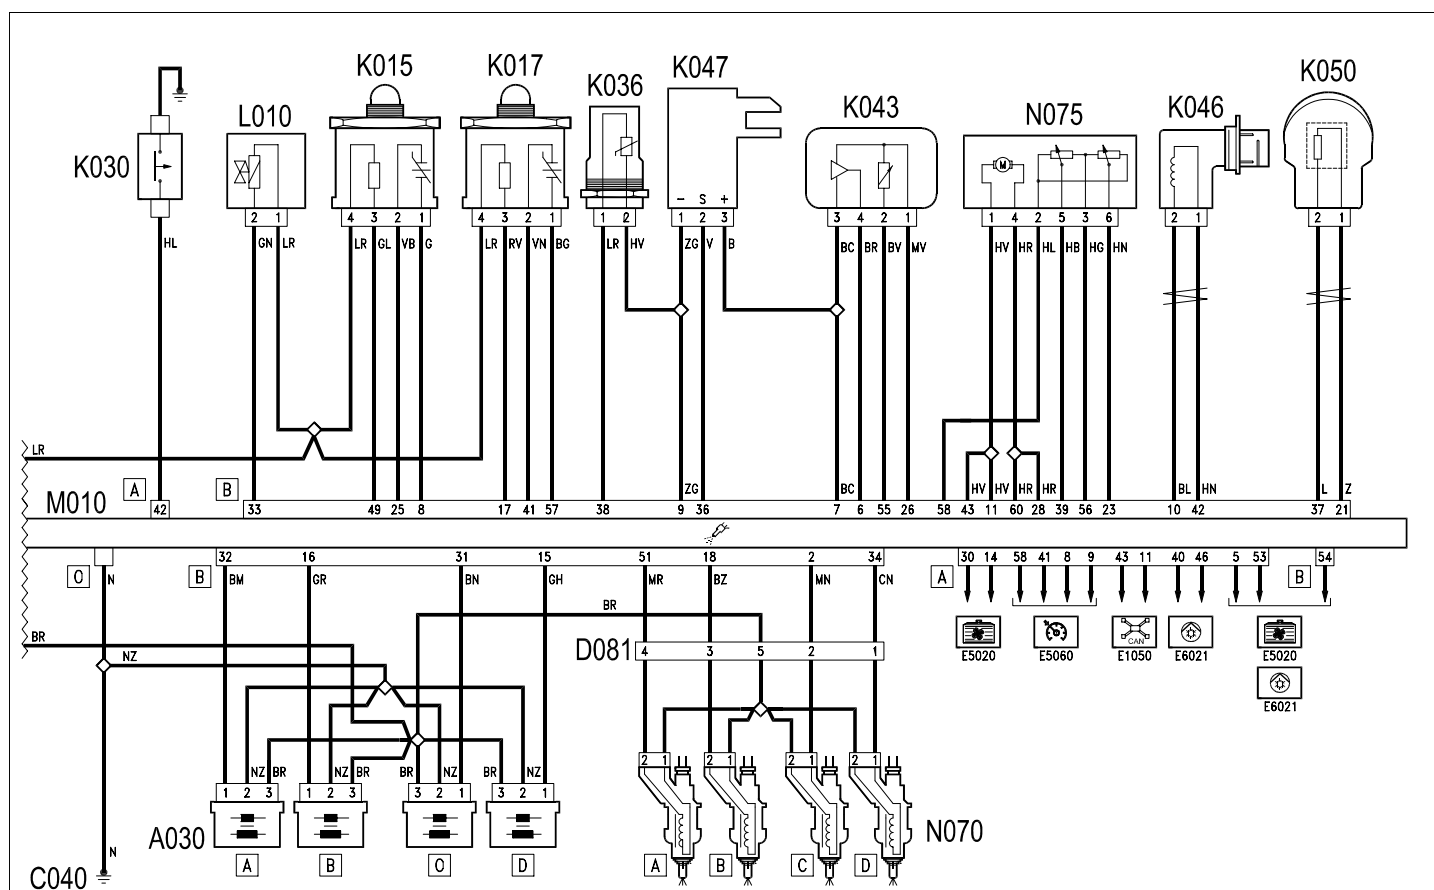 K015 K017 K036 K047 K043 N075 K046 K050
K030 L010
M
− S +
2 1 4 3 2 1 4 3 2 1 1 2 1 2 3 3 4 2 1 1 4 2 5 3 6 2 1 2 1
HL GN LR LR GL VB G LR RV VN BG LR HV ZG V B BC BR BV MV HV HR HL HB HG HN
LR
A B ZG BC HV HV HR HR BL HN L Z
M010 42 33 49 25 8 17 41 57 38 9 36 7 6 55 26 58 43 11 60 28 39 56 23 10 42 37 21
O N B 32 16 31 15 51 18 2 34 A 30 14 58 41 8 9 43 11 40 46 5 53 B 54
BM GR BN GH MR BZ MN CN
BR
BR
NZ
D081 4 3 5 2 1
CAN
E5020 E5060 E1050 E6021 E5020
E6021
2 1 2 1 2 1 2 1
NZ BR NZ BR BR NZ BR NZ
1 2 3 1 2 3 3 2 1 3 2 1
A030 N070
A B O D A B C D
N
C040